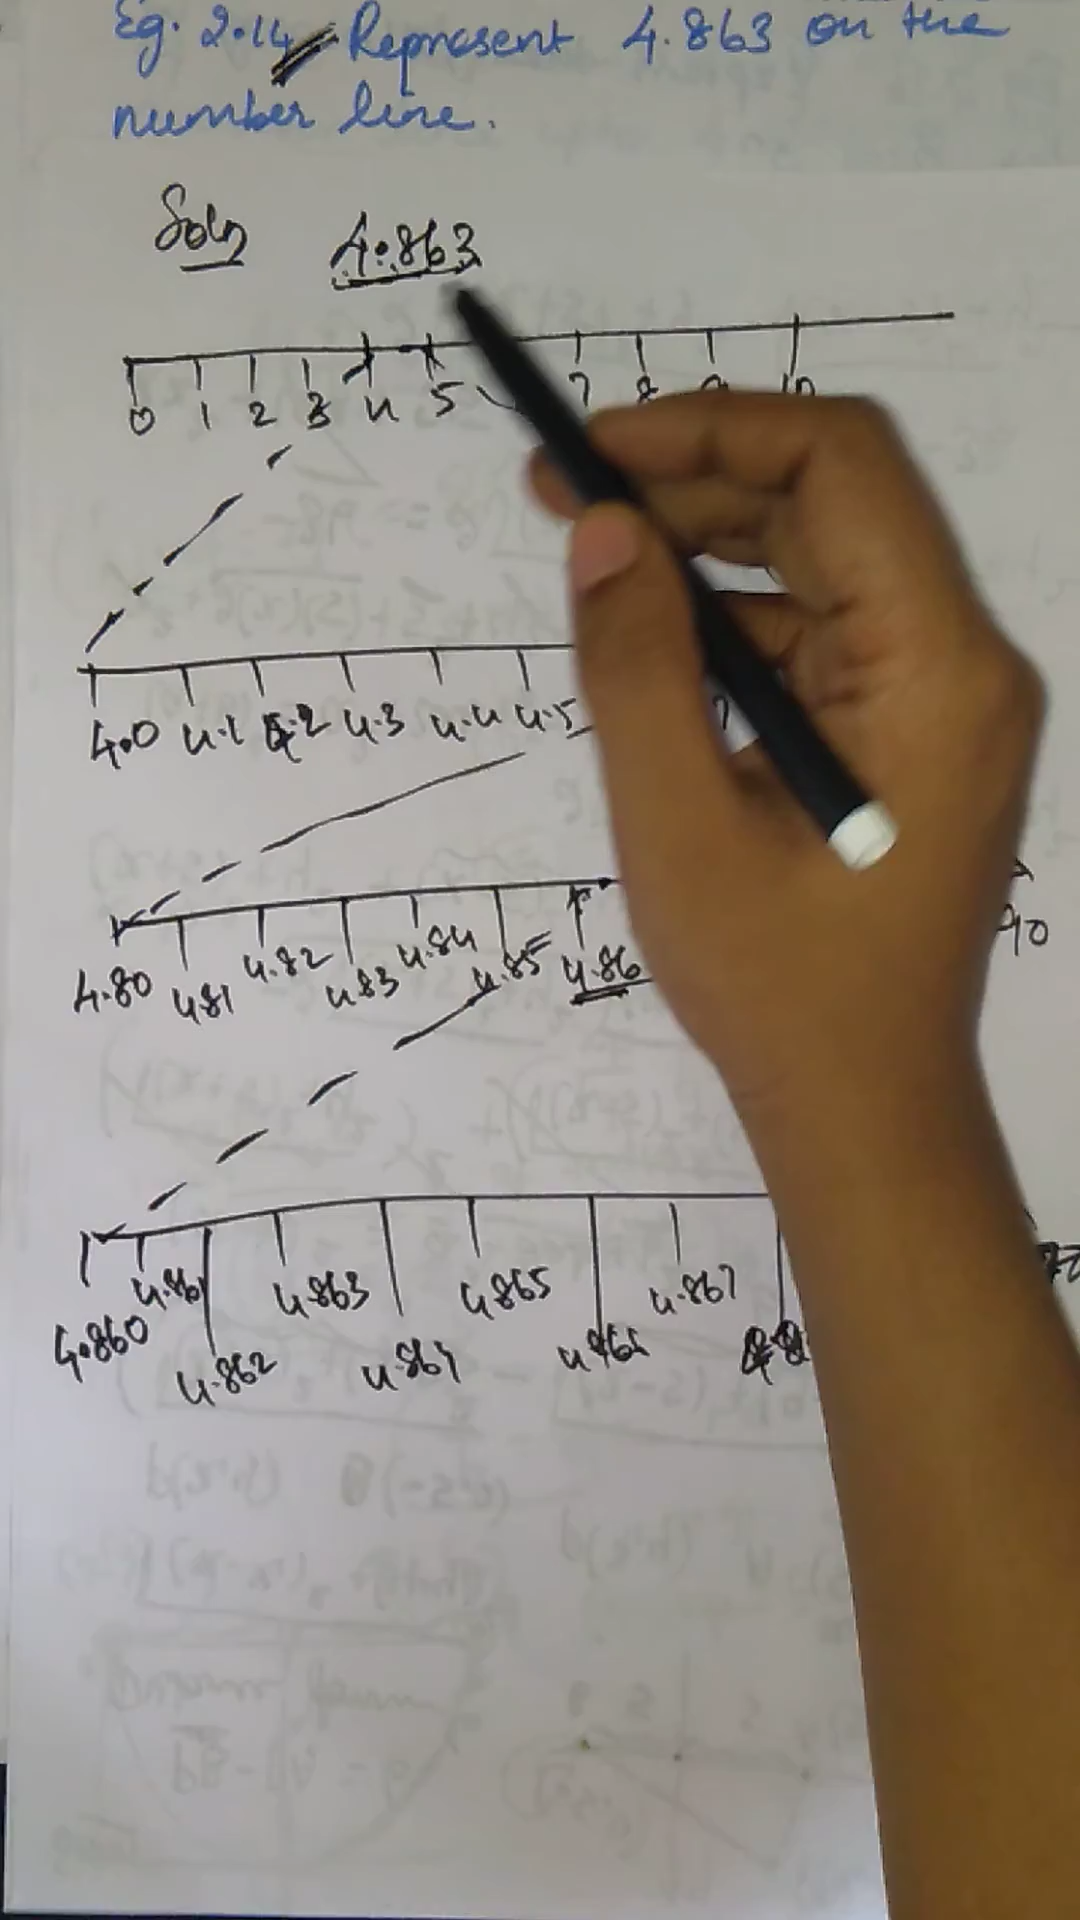 Eg. 2.14 Represent 4.863 on the
number line.
Soln 4.863
0 1 2 3 4 5 7 8 9 10
4.0 4.1 4.2 4.3 4.4 4.5
4.80 4.81 4.82 4.83 4.84 4.85 4.86 90
4.860 4.861 4.862 4.863 4.864 4.865 4.866 4.867